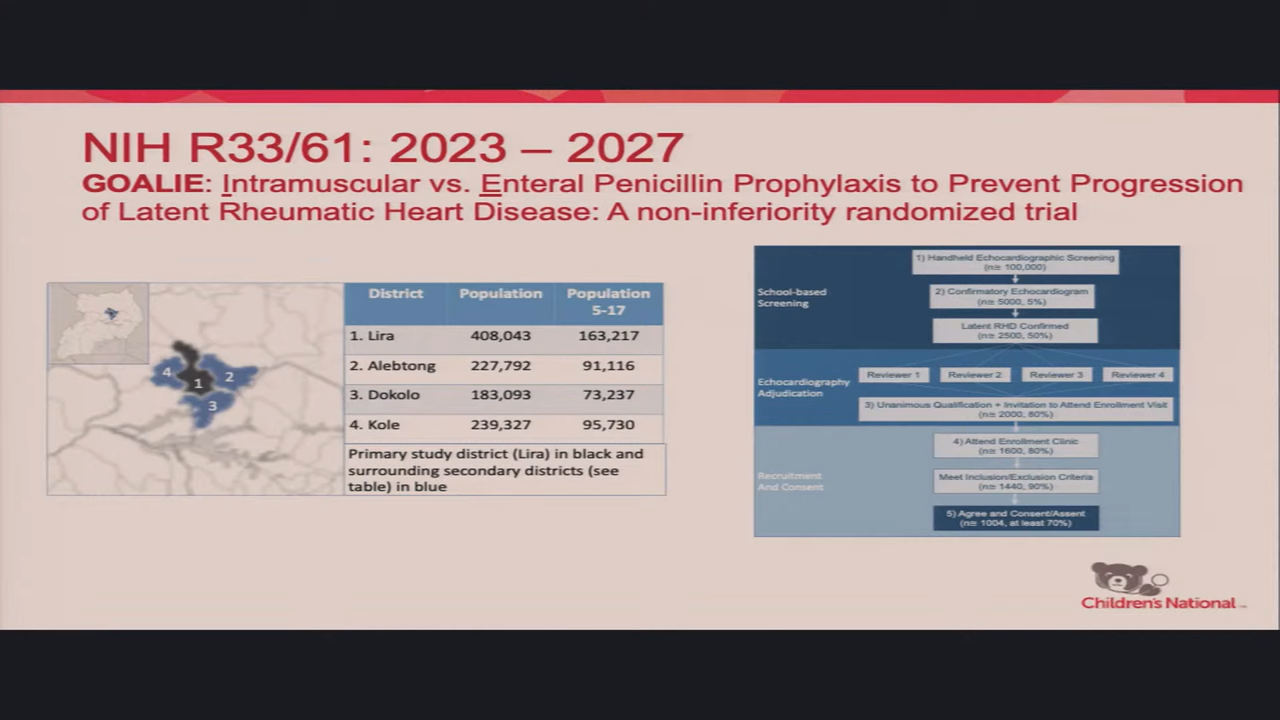 NIH R33/61: 2023 – 2027
GOALIE: Intramuscular vs. Enteral Penicillin Prophylaxis to Prevent Progression
of Latent Rheumatic Heart Disease: A non-inferiority randomized trial
4
1
2
3
District Population Population
5-17
1. Lira 408,043 163,217
2. Alebtong 227,792 91,116
3. Dokolo 183,093 73,237
4. Kole 239,327 95,730
Primary study district (Lira) in black and
surrounding secondary districts (see
table) in blue
School-based
Screening
1) Handheld Echocardiographic Screening
(n≥ 100,000)
2) Confirmatory Echocardiogram
(n≥ 5000, 5%)
Latent RHD Confirmed
(n≥ 2500, 50%)
Echocardiography
Adjudication
Reviewer 1
Reviewer 2
Reviewer 3
Reviewer 4
3) Unanimous Qualification + Invitation to Attend Enrollment Visit
(n≥ 2000, 80%)
Recruitment
And Consent
4) Attend Enrollment Clinic
(n≥ 1600, 80%)
Meet Inclusion/Exclusion Criteria
(n≥ 1440, 90%)
5) Agree and Consent/Assent
(n≥ 1004, at least 70%)
Children's National